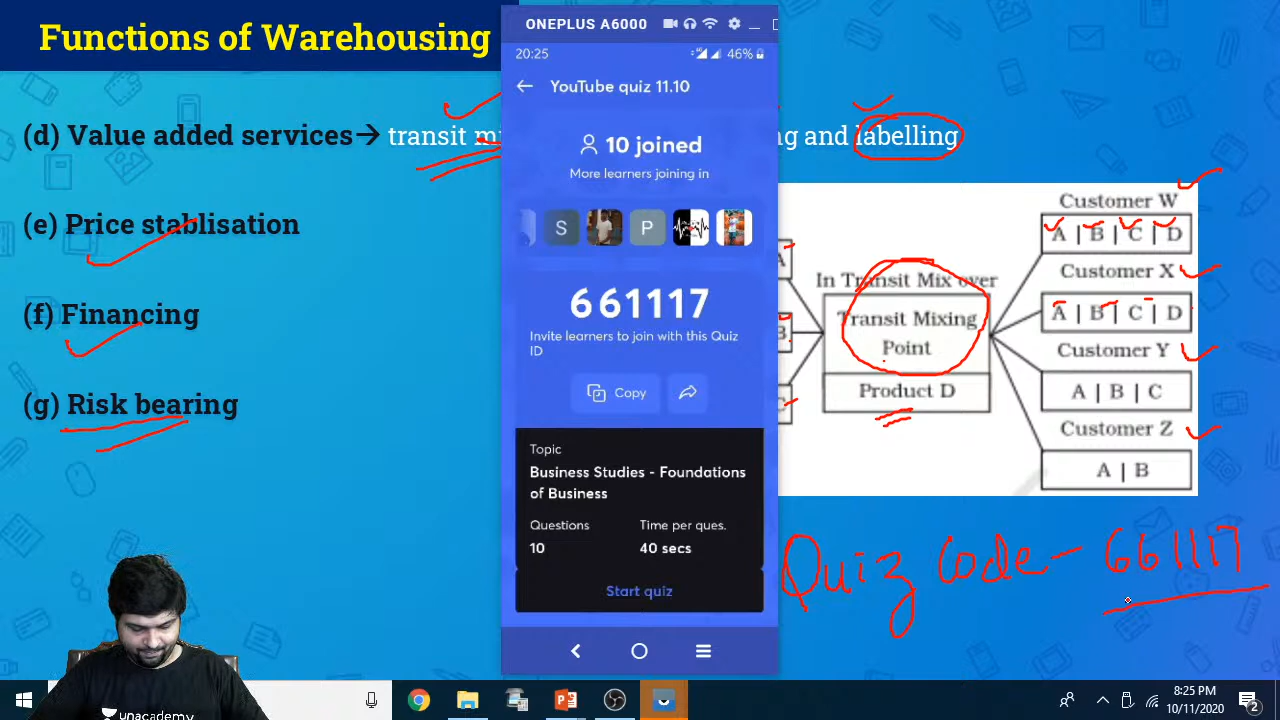 Functions of Warehousing
(d) Value added services→ transit
ng and labelling
(e) Price stablisation
(f) Financing
(g) Risk bearing
ONEPLUS A6000
20:25
46%
YouTube quiz 11.10
10 joined
More learners joining in
S
P
661117
Invite learners to join with this Quiz
ID
Copy
Topic
Business Studies - Foundations
of Business
Questions
Time per ques.
10
40 secs
Start quiz
A
B
C
In Transit Mix over
Transit Mixing
Point
Product D
Customer W
A | B | C | D
Customer X
A | B | C | D
Customer Y
A | B | C
Customer Z
A | B
Quiz code - 661117
unacademy
8:25 PM
10/11/2020
2